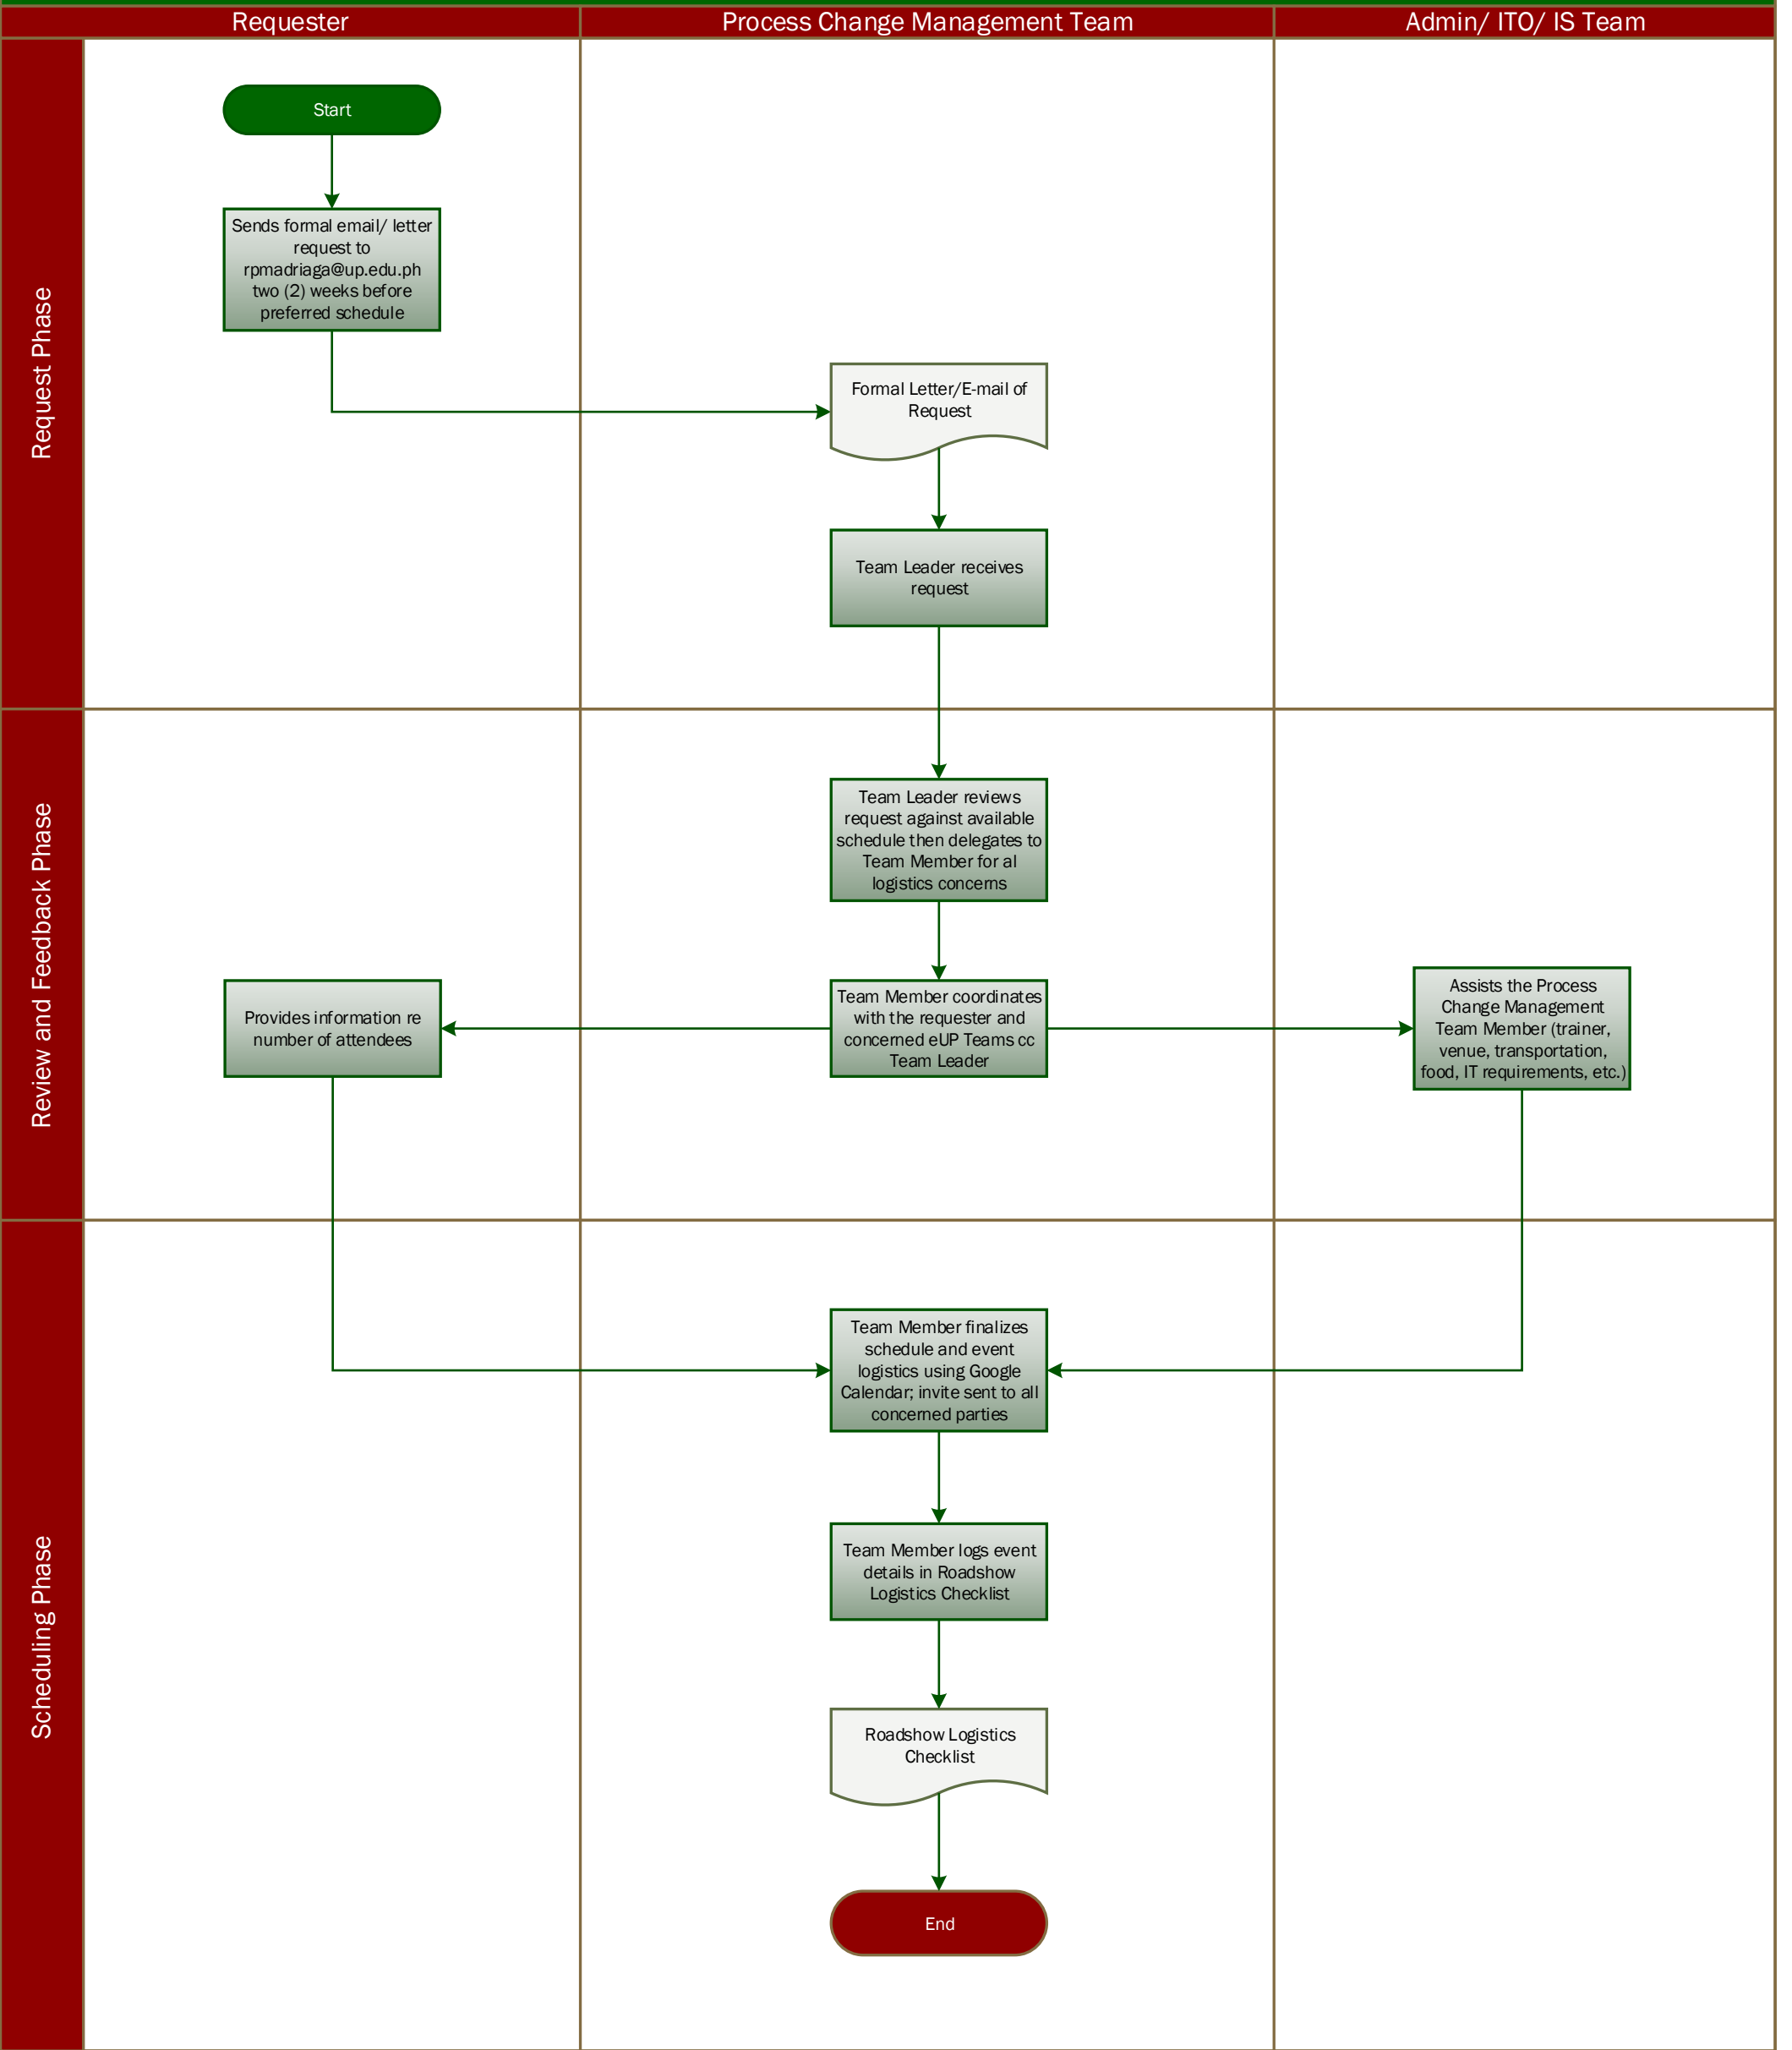 Requester
Process Change Management Team
Admin/ ITO/ IS Team
Request Phase
Start
Sends formal email/ letter
request to
rpmadriaga@up.edu.ph
two (2) weeks before
preferred schedule
Formal Letter/E-mail of
Request
Team Leader receives
request
Review and Feedback Phase
Team Leader reviews
request against available
schedule then delegates to
Team Member for al
logistics concerns
Provides information re
number of attendees
Team Member coordinates
with the requester and
concerned eUP Teams cc
Team Leader
Assists the Process
Change Management
Team Member (trainer,
venue, transportation,
food, IT requirements, etc.)
Scheduling Phase
Team Member finalizes
schedule and event
logistics using Google
Calendar; invite sent to all
concerned parties
Team Member logs event
details in Roadshow
Logistics Checklist
Roadshow Logistics
Checklist
End